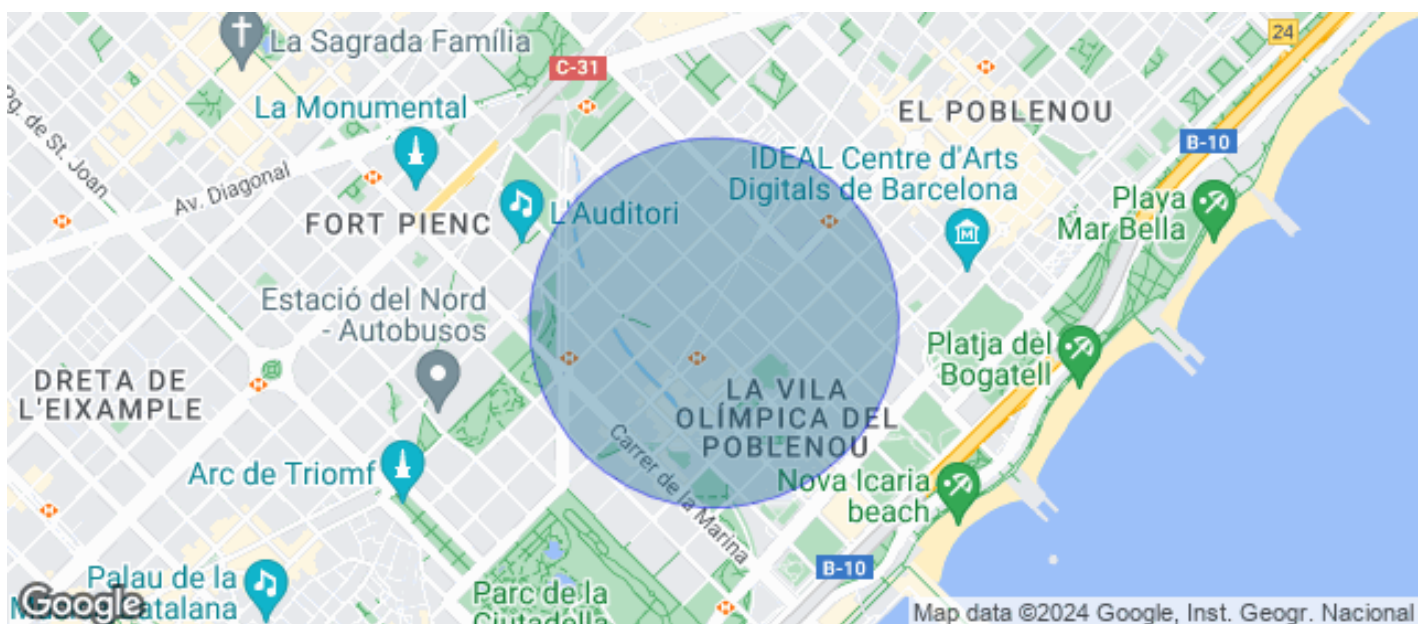 La Sagrada Família
24
C-31
La Monumental
EL POBLENOU
B-10
Pg. de St. Joan
IDEAL Centre d'Arts
Digitals de Barcelona
Av. Diagonal
Playa
Mar Bella
FORT PIENC
L'Auditori
Estació del Nord
- Autobusos
Platja del
Bogatell
DRETA DE
L'EIXAMPLE
LA VILA
OLÍMPICA DEL
POBLENOU
Carrer de la Marina
Arc de Triomf
Nova Icaria
beach
B-10
Palau de la
Catalana
Parc de la
Ciutadella
Google
Map data ©2024 Google, Inst. Geogr. Nacional